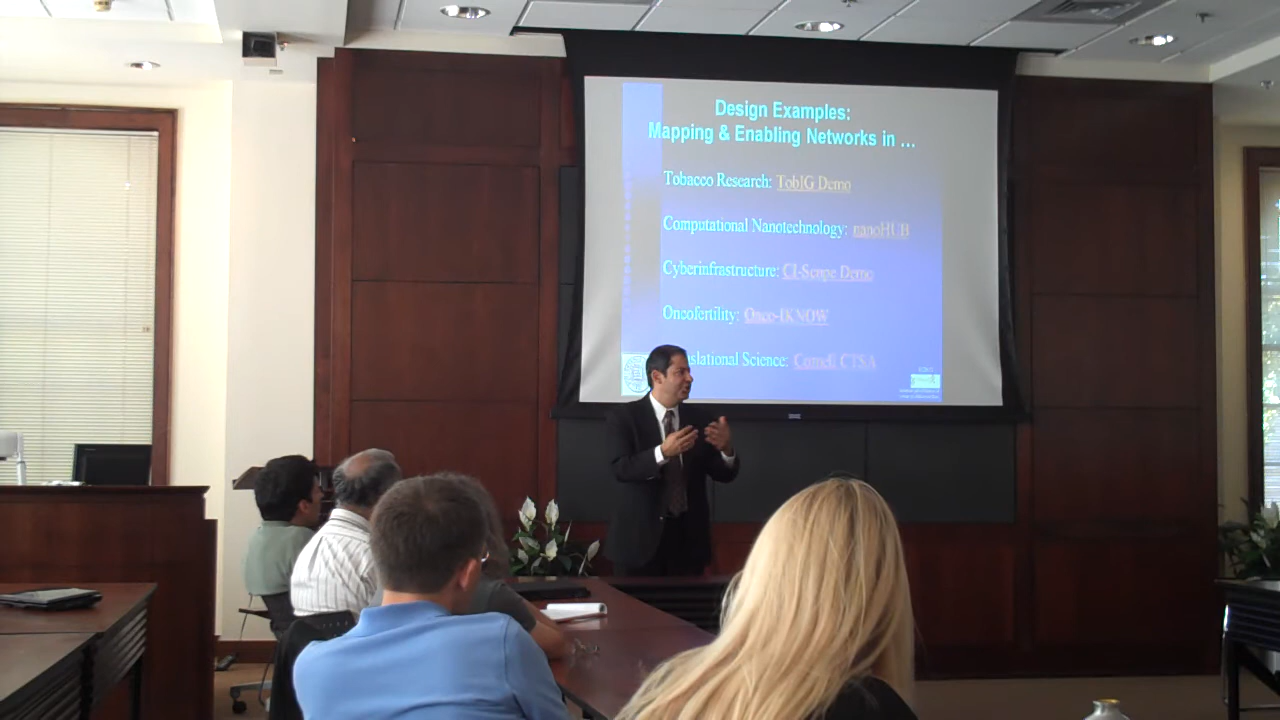 Design Examples:
Mapping & Enabling Networks in ...
Tobacco Research: TobIG Demo
Computational Nanotechnology: nanoHUB
Cyberinfrastructure: CI-Scope Demo
Oncofertility: Onco-IKNOW
slational Science: Cornell CTSA